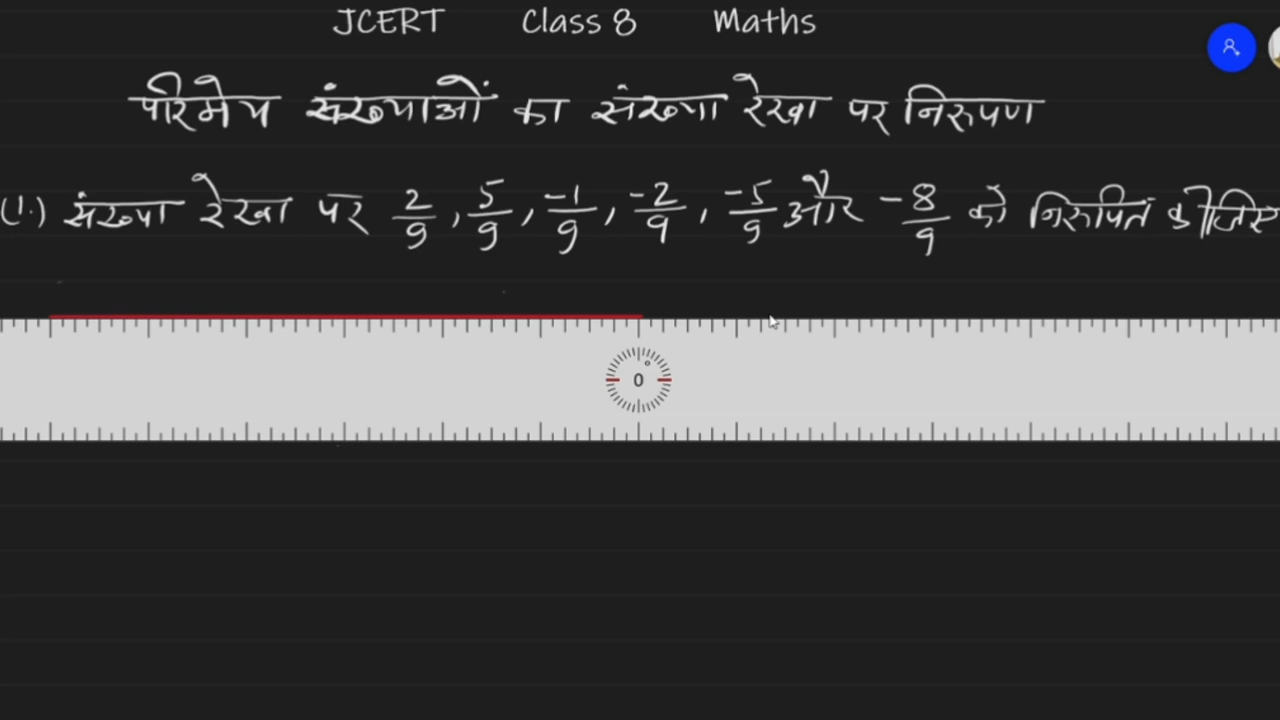 JCERT Class 8 Maths
परिमेय संख्याओं का संख्या रेखा पर निरुपण
(1.) संख्या रेखा पर 2/9, 5/9, -1/9, -2/9, -5/9 और -8/9 को निरुपित कीजिए
0